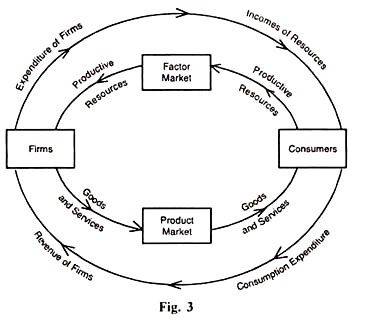 Expenditure of Firms
Incomes of Resources
Productive
Resources
Factor
Market
Productive
Resources
Firms
Consumers
Goods
and Services
Product
Market
Goods
and Services
Revenue of Firms
Consumption Expenditure
Fig. 3